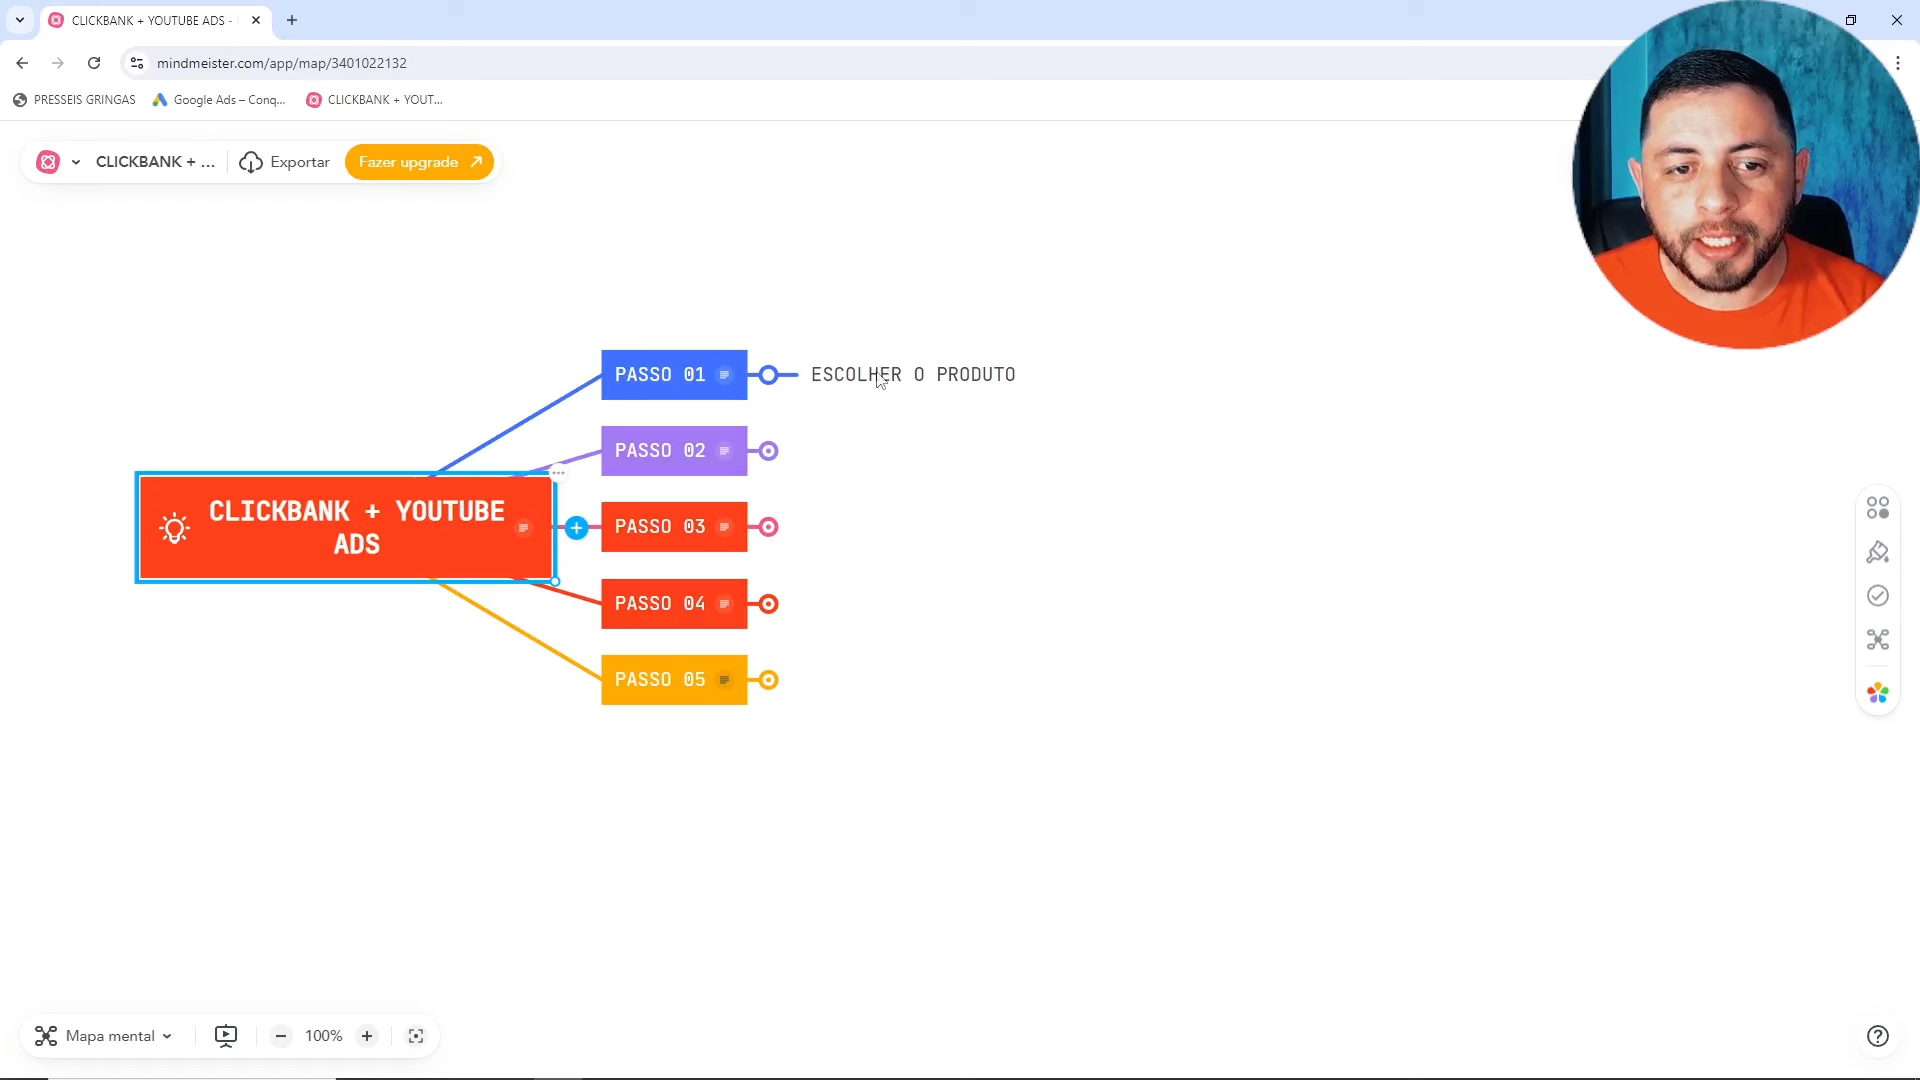 CLICKBANK + YOUTUBE ADS -
mindmeister.com/app/map/3401022132
PRESSEIS GRINGAS
Google Ads – Conq...
CLICKBANK + YOUT...
CLICKBANK + ...
Exportar
Fazer upgrade
PASSO 01
ESCOLHER O PRODUTO
PASSO 02
CLICKBANK + YOUTUBE
ADS
PASSO 03
PASSO 04
PASSO 05
Mapa mental
100%